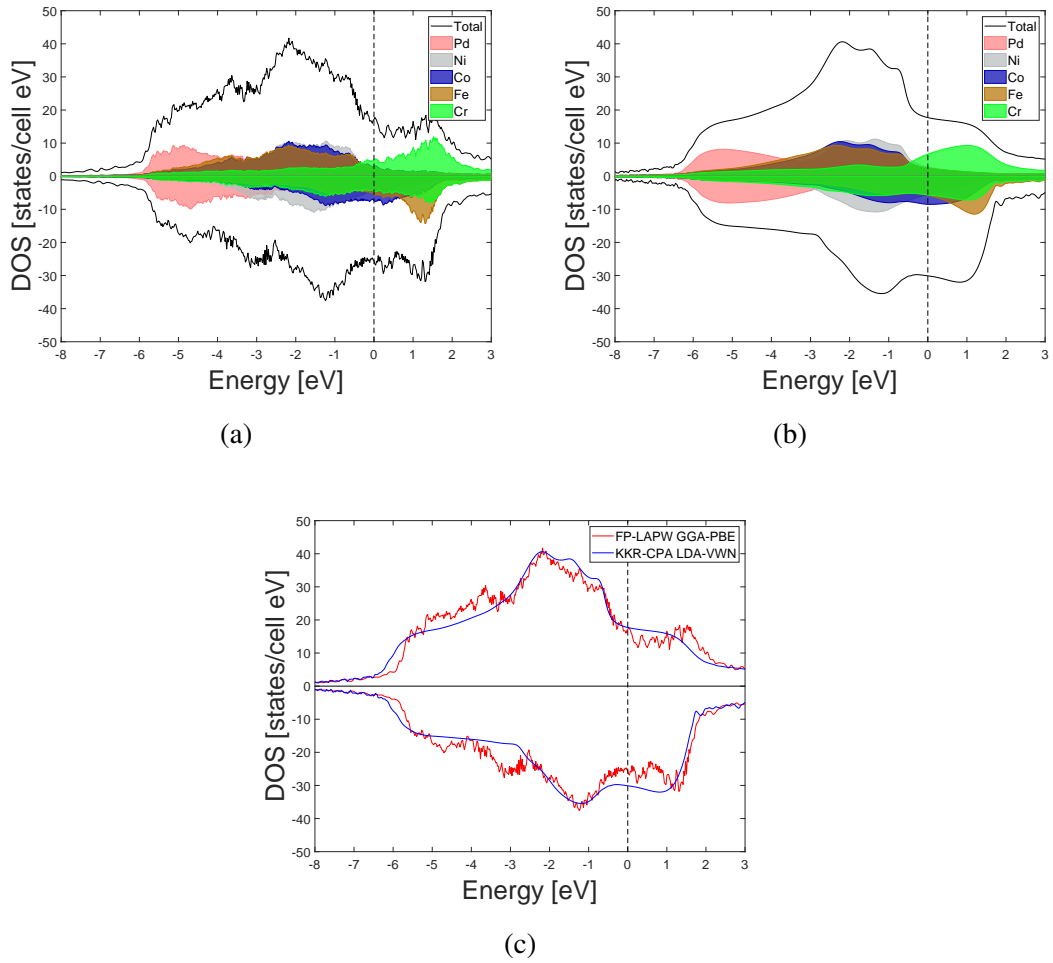 50
40
30
20
10
0
-10
-20
-30
-40
-50
-8 -7 -6 -5 -4 -3 -2 -1 0 1 2 3
DOS [states/cell eV]
Energy [eV]
Total
Pd
Ni
Co
Fe
Cr
(a)
50
40
30
20
10
0
-10
-20
-30
-40
-50
-8 -7 -6 -5 -4 -3 -2 -1 0 1 2 3
DOS [states/cell eV]
Energy [eV]
Total
Pd
Ni
Co
Fe
Cr
(b)
50
40
30
20
10
0
-10
-20
-30
-40
-50
-8 -7 -6 -5 -4 -3 -2 -1 0 1 2 3
DOS [states/cell eV]
Energy [eV]
FP-LAPW GGA-PBE
KKR-CPA LDA-VWN
(c)